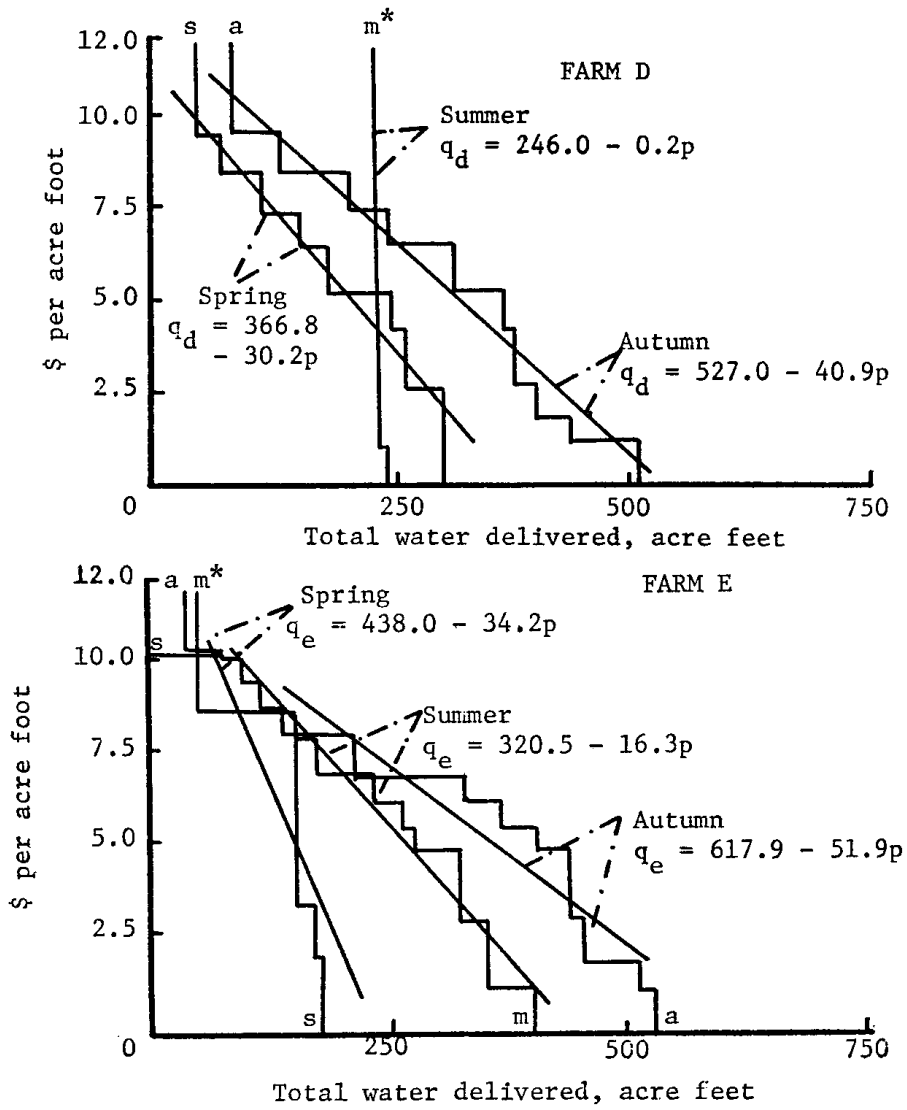 s a m*
12.0
FARM D
10.0
Summer
q_d = 246.0 - 0.2p
7.5
5.0
Spring
q_d = 366.8
- 30.2p
Autumn
q_d = 527.0 - 40.9p
2.5
$ per acre foot
0 250 500 750
Total water delivered, acre feet
12.0 a m*
FARM E
Spring
q_e = 438.0 - 34.2p
s
10.0
Summer
q_e = 320.5 - 16.3p
7.5
Autumn
q_e = 617.9 - 51.9p
5.0
2.5
$ per acre foot
s m a
0 250 500 750
Total water delivered, acre feet